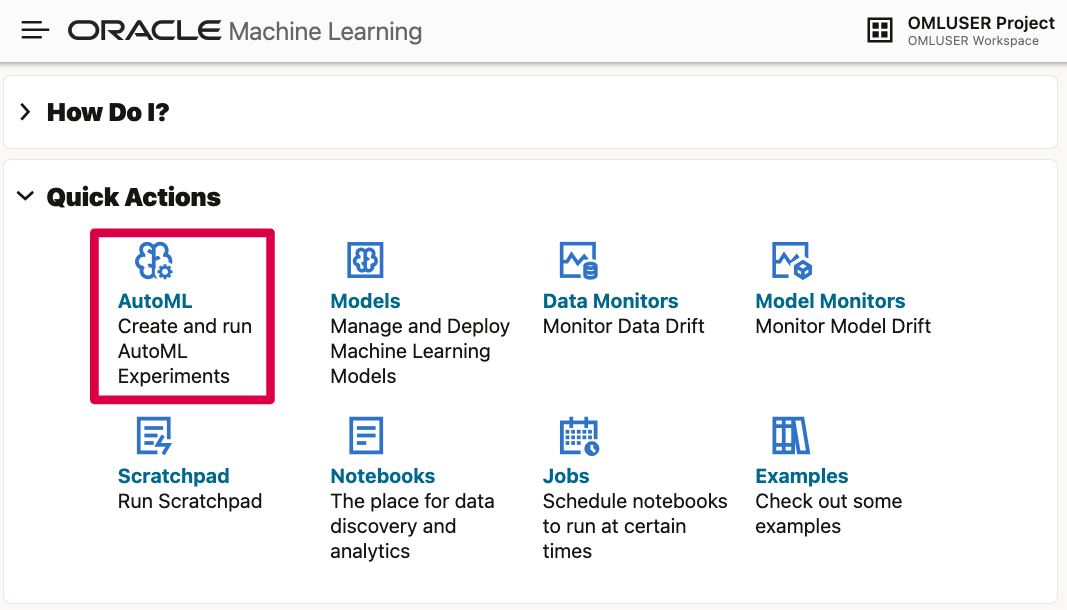 ORACLE Machine Learning
OMLUSER Project
OMLUSER Workspace
How Do I?
Quick Actions
AutoML
Create and run
AutoML
Experiments
Models
Manage and Deploy
Machine Learning
Models
Data Monitors
Monitor Data Drift
Model Monitors
Monitor Model Drift
Scratchpad
Run Scratchpad
Notebooks
The place for data
discovery and
analytics
Jobs
Schedule notebooks
to run at certain
times
Examples
Check out some
examples